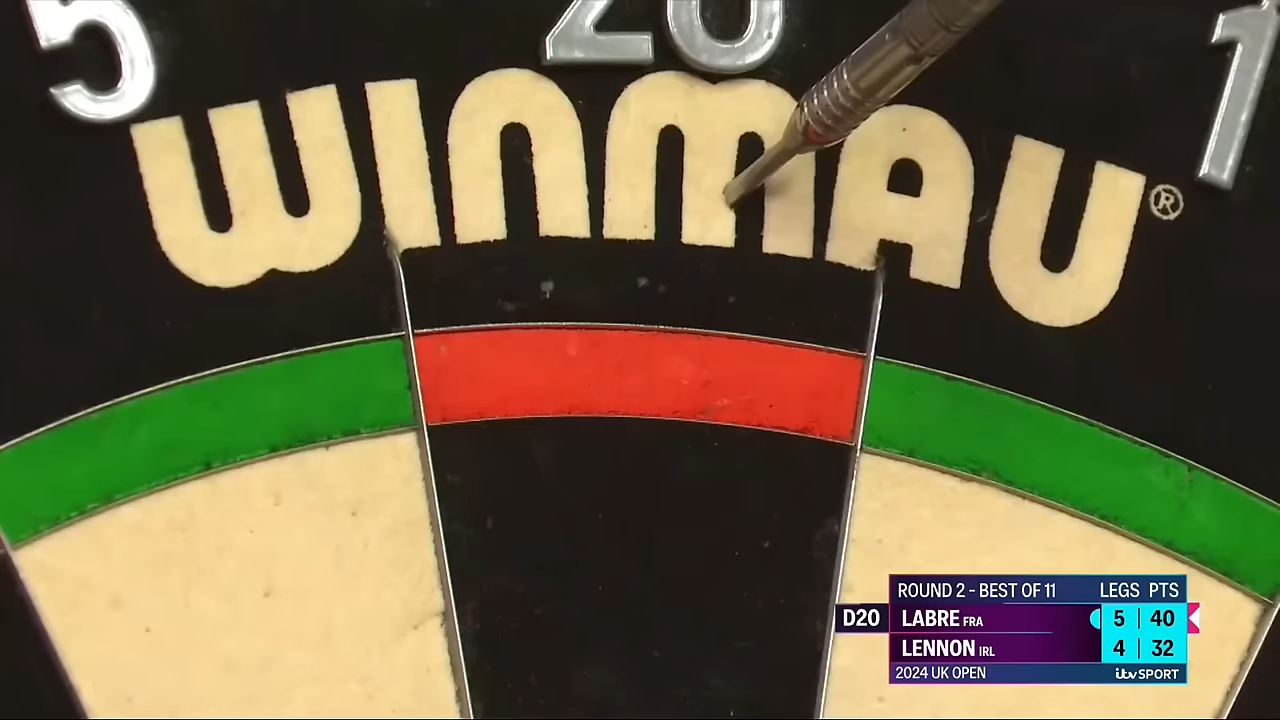 5 20 1
WINMAU®
ROUND 2 - BEST OF 11 LEGS PTS
D20 LABRE FRA 5 40
LENNON IRL 4 32
2024 UK OPEN itv SPORT